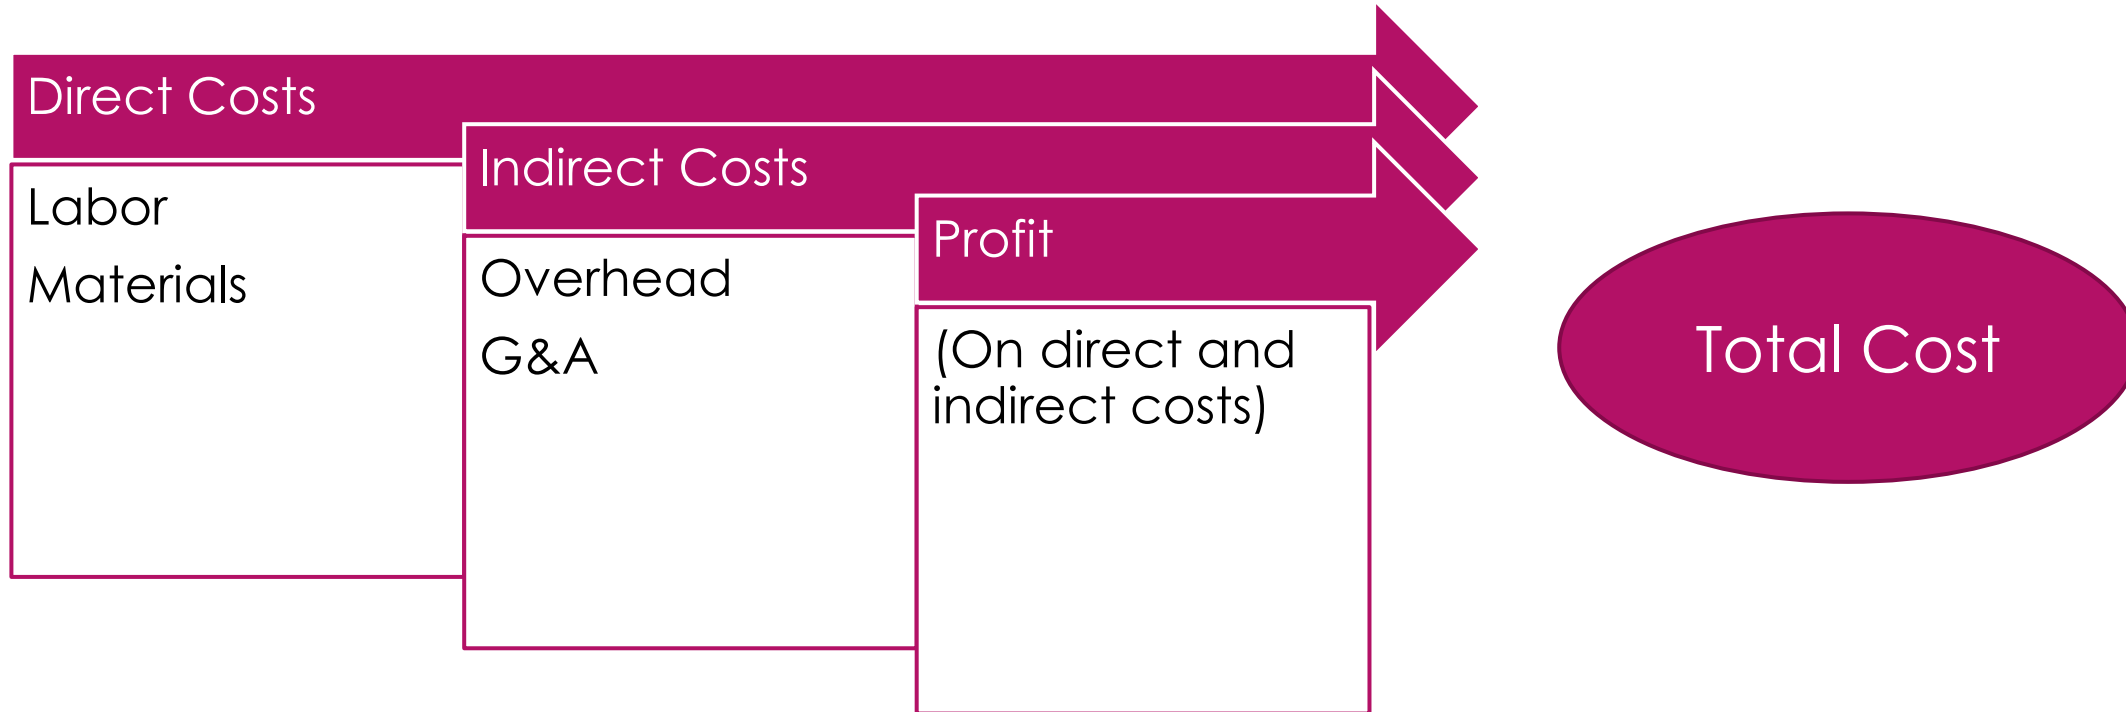 Direct Costs
Labor
Materials
Indirect Costs
Overhead
G&A
Profit
(On direct and
indirect costs)
Total Cost